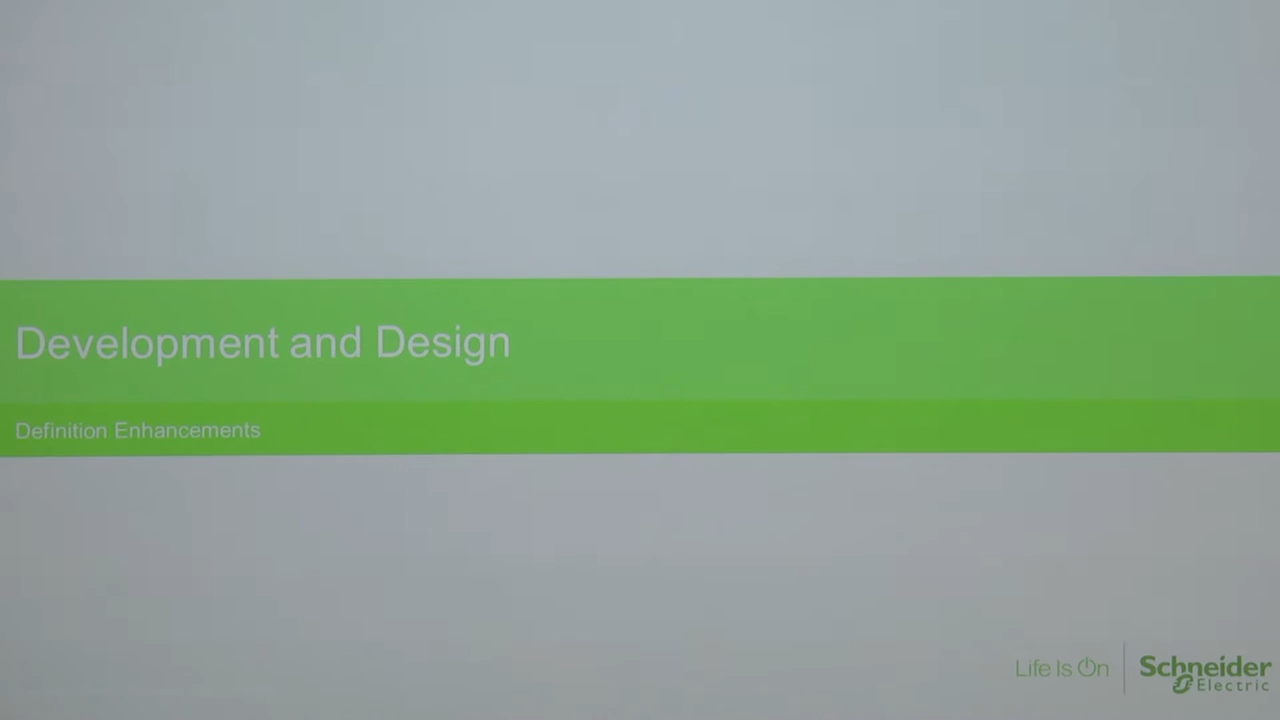 Development and Design
Definition Enhancements
Life Is On
Schneider
Electric